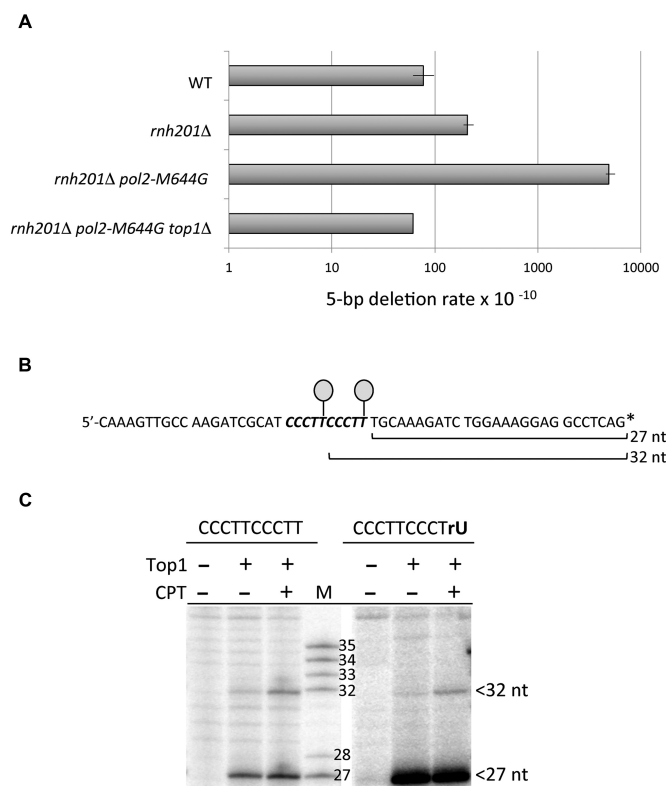 A
WT
rnh201Δ
rnh201Δ pol2-M644G
rnh201Δ pol2-M644G top1Δ
1 10 100 1000 10000
5-bp deletion rate x 10 -10
B
5'-CAAAGTTGCC AAGATCGCAT CCCTTCCCTT TGCAAAGATC TGGAAAGGAG GCCTCAG*
27 nt
32 nt
C
CCCTTCCCTT CCCTTCCCTrU
Top1 – + + – + +
CPT – – + M – – +
35
34
33
32 <32 nt
28
27 <27 nt